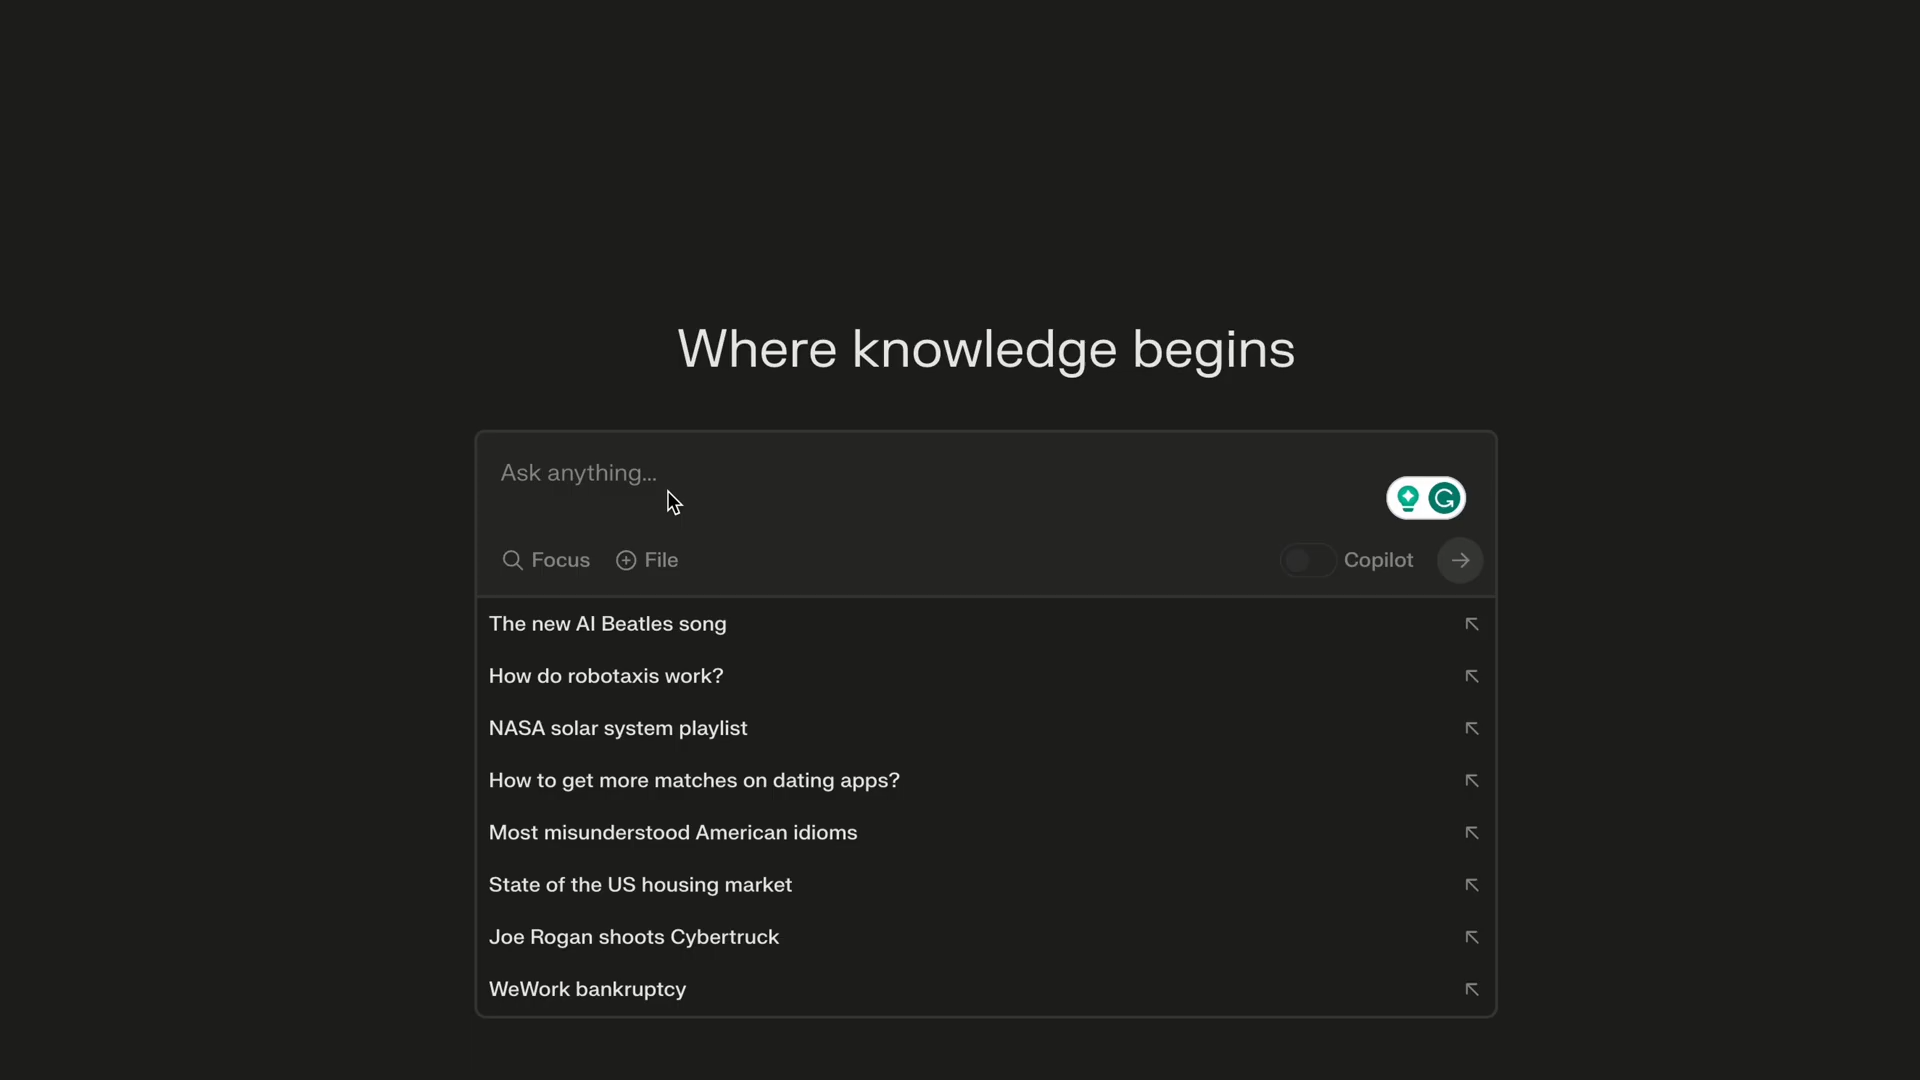 Where knowledge begins
Ask anything...
Focus
File
Copilot
The new AI Beatles song
How do robotaxis work?
NASA solar system playlist
How to get more matches on dating apps?
Most misunderstood American idioms
State of the US housing market
Joe Rogan shoots Cybertruck
WeWork bankruptcy